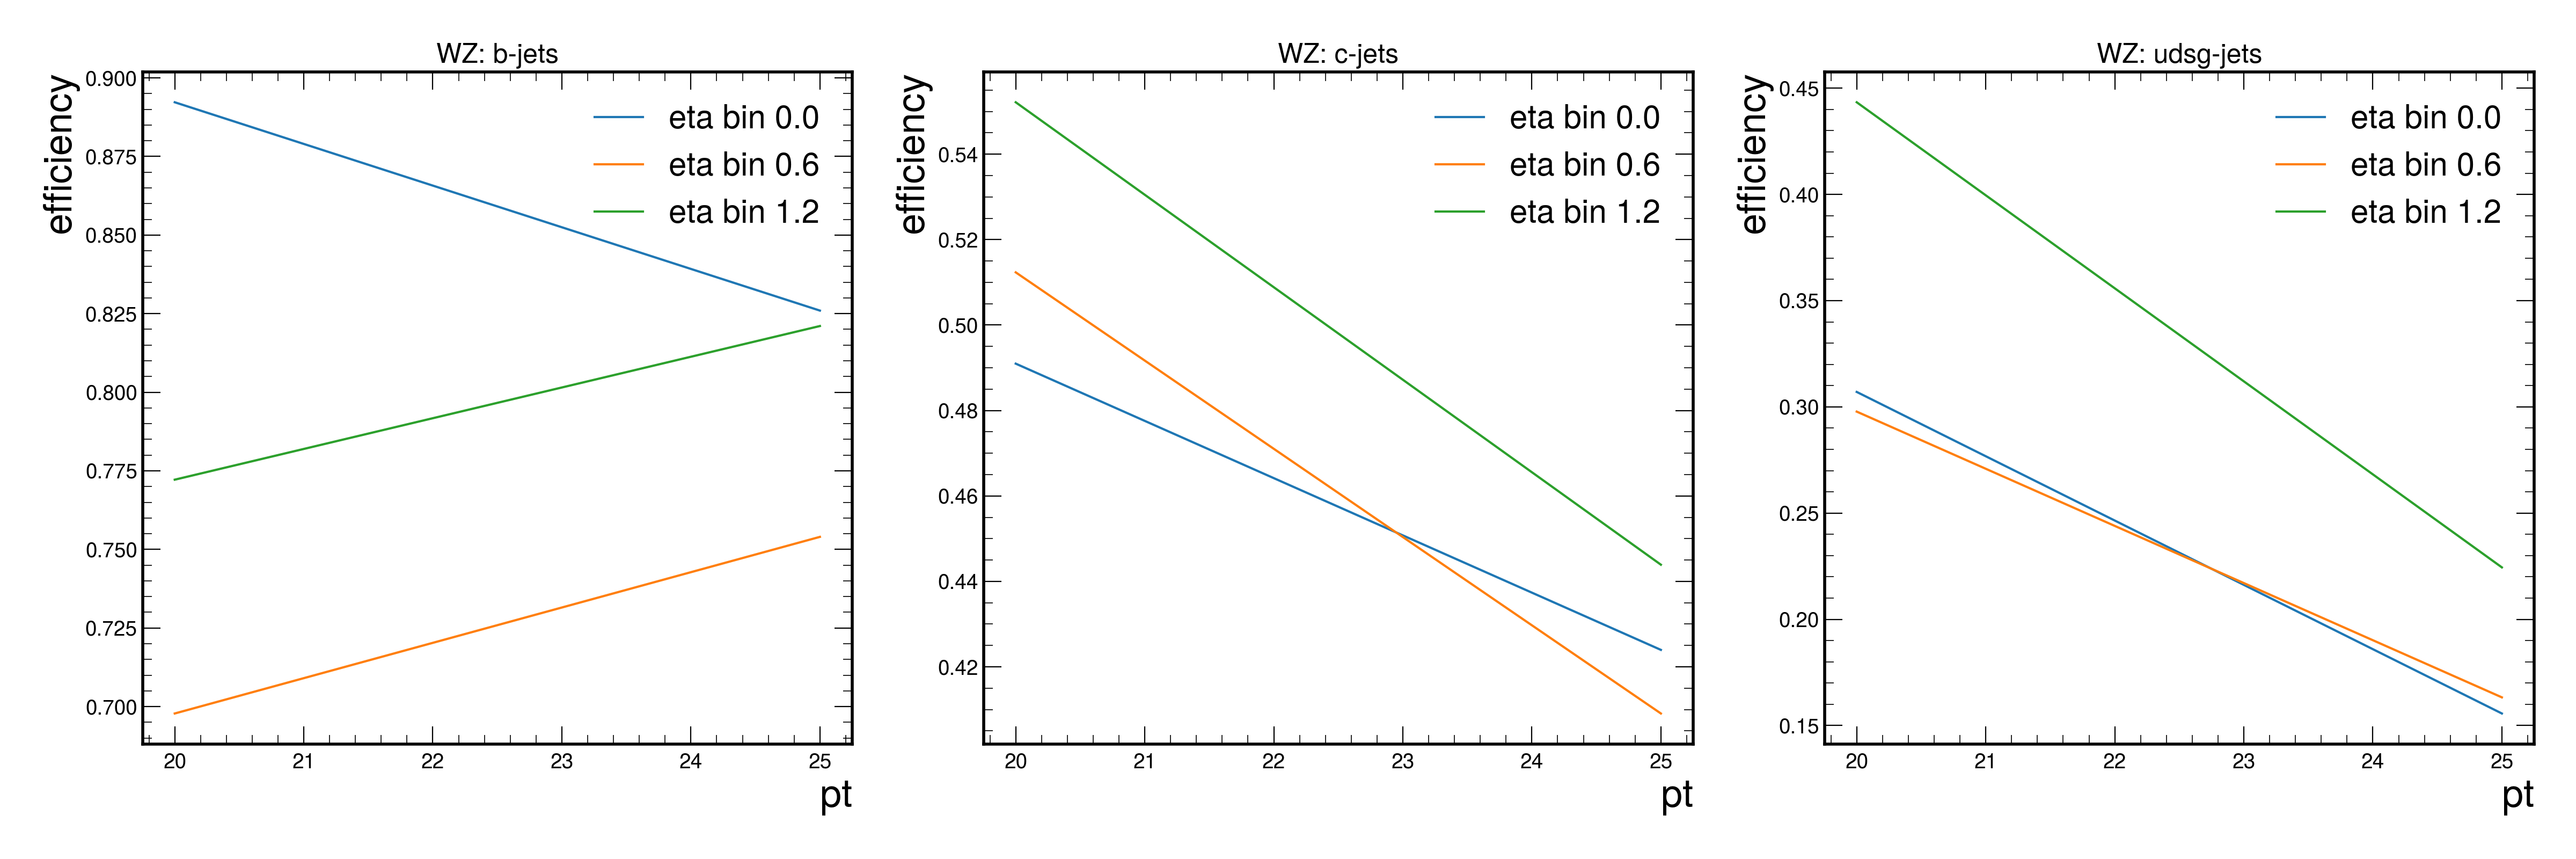 WZ: b-jets
efficiency
0.900
0.875
0.850
0.825
0.800
0.775
0.750
0.725
0.700
eta bin 0.0
eta bin 0.6
eta bin 1.2
20 21 22 23 24 25
pt
WZ: c-jets
efficiency
0.54
0.52
0.50
0.48
0.46
0.44
0.42
eta bin 0.0
eta bin 0.6
eta bin 1.2
20 21 22 23 24 25
pt
WZ: udsg-jets
efficiency
0.45
0.40
0.35
0.30
0.25
0.20
0.15
eta bin 0.0
eta bin 0.6
eta bin 1.2
20 21 22 23 24 25
pt